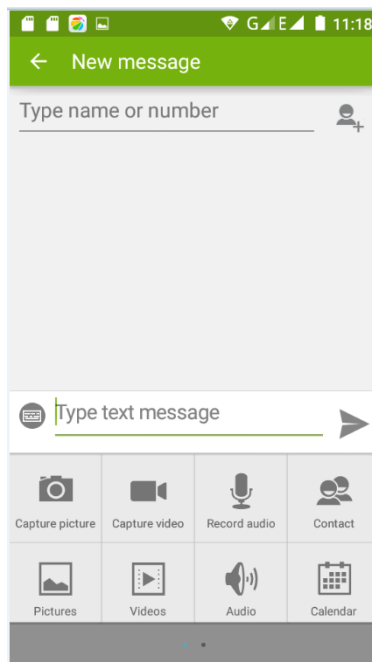 G E 11:18
New message
Type name or number
Type text message
Capture picture Capture video Record audio Contact
Pictures Videos Audio Calendar